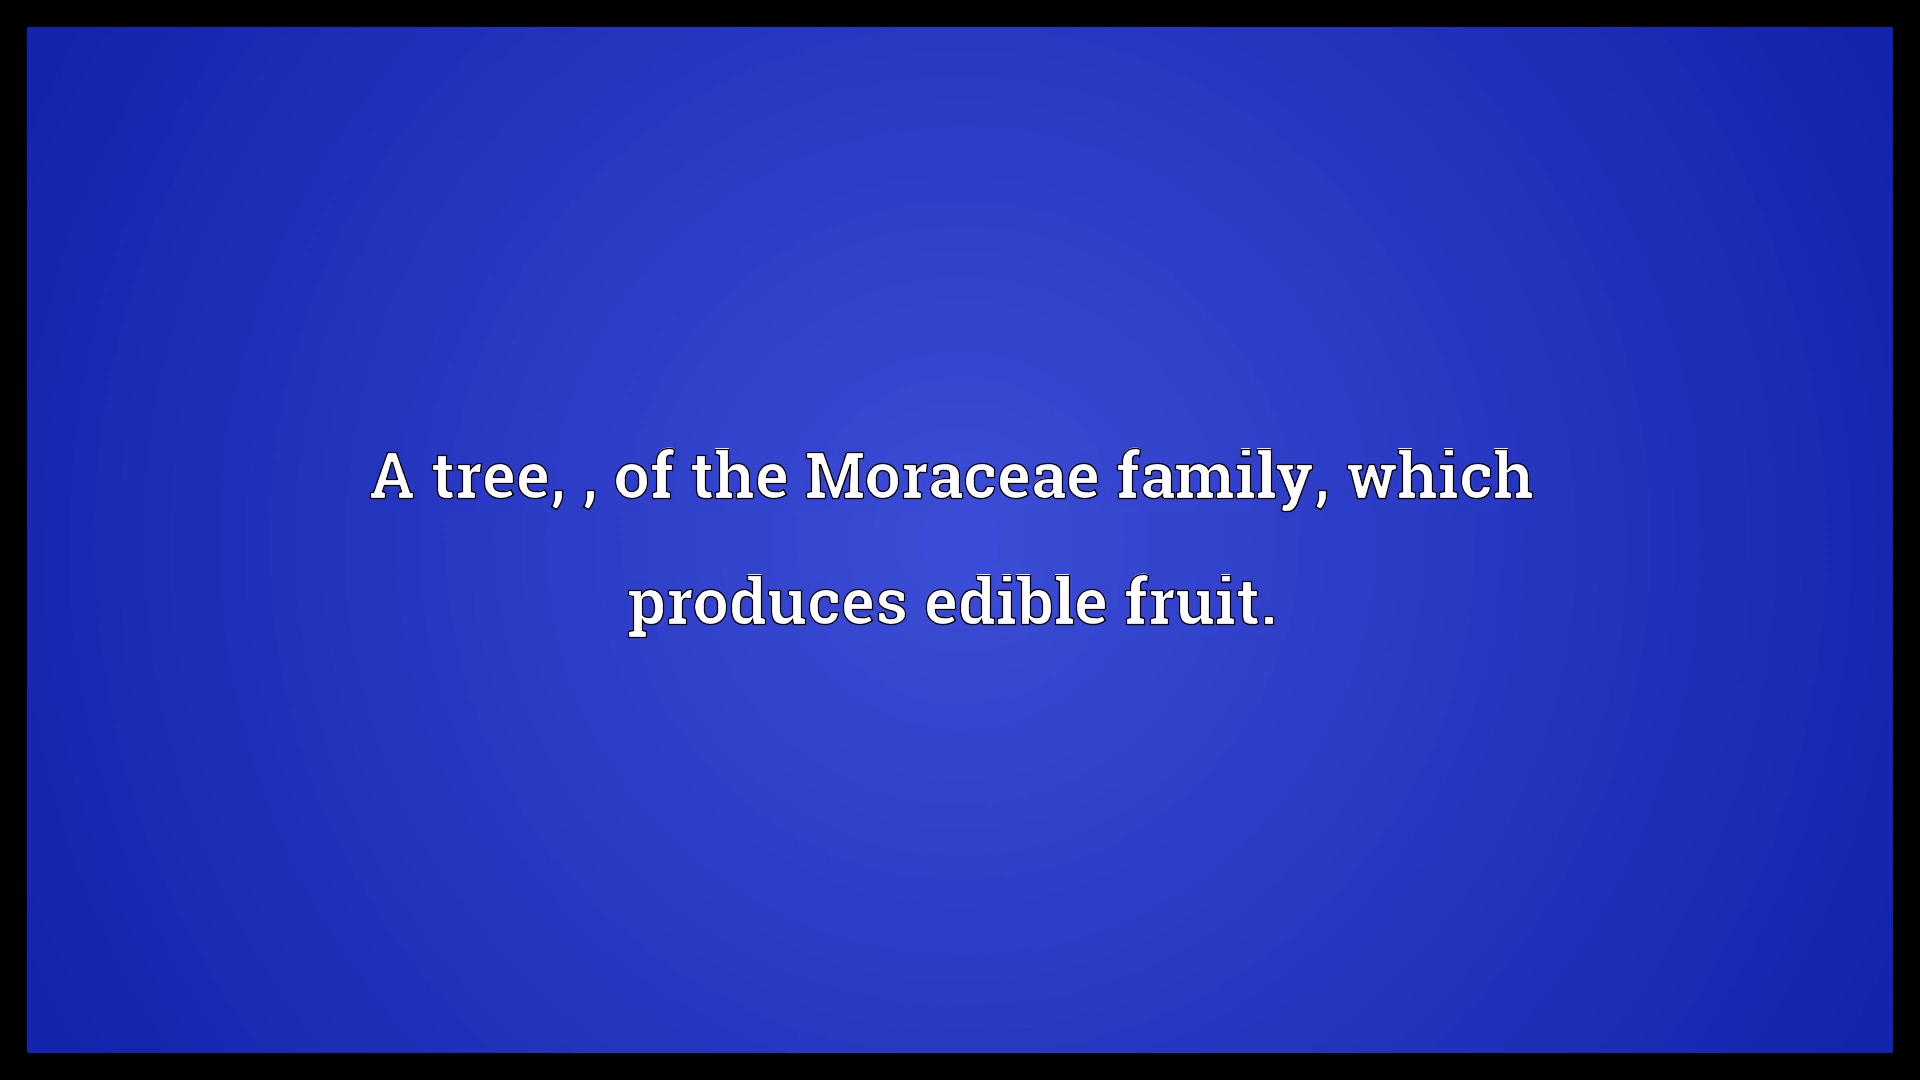 A tree, , of the Moraceae family, which
produces edible fruit.